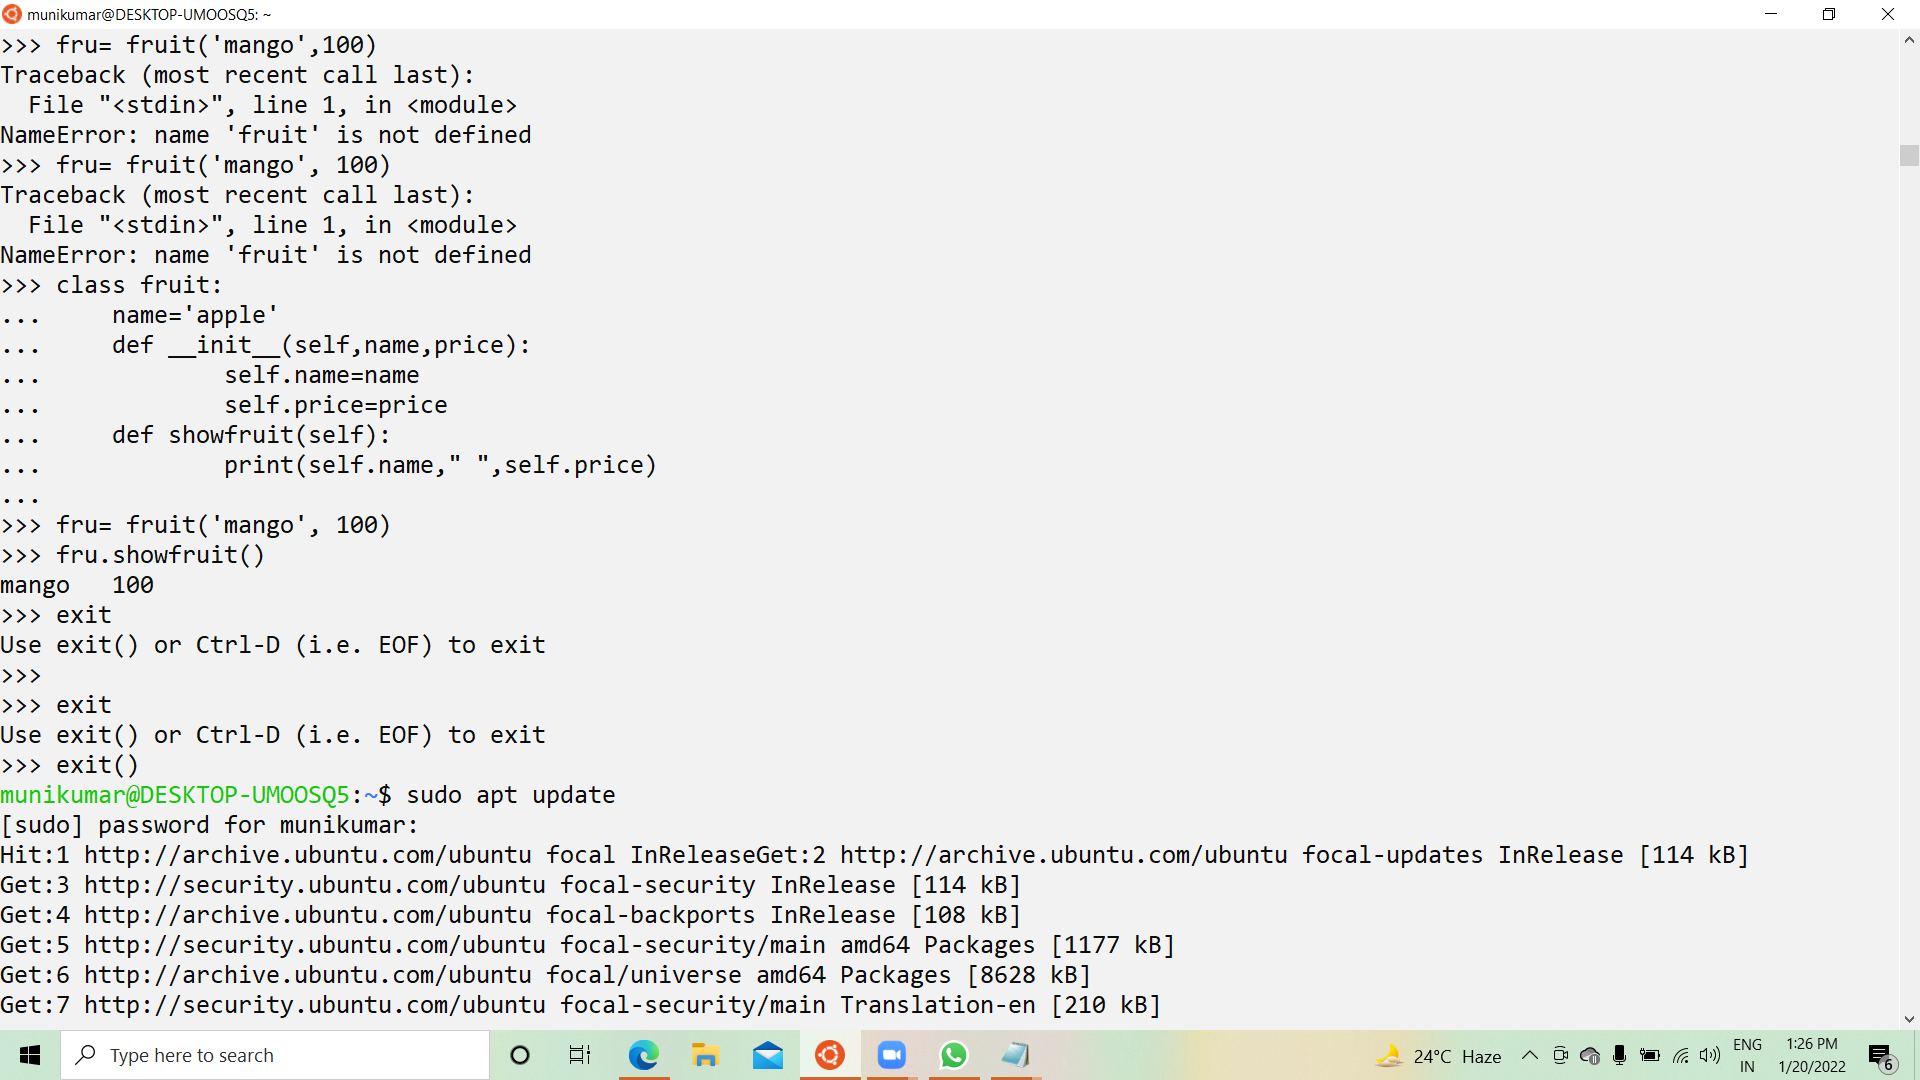 munikumar@DESKTOP-UMOOSQ5: ~
>>> fru= fruit('mango',100)
Traceback (most recent call last):
  File "<stdin>", line 1, in <module>
NameError: name 'fruit' is not defined
>>> fru= fruit('mango', 100)
Traceback (most recent call last):
  File "<stdin>", line 1, in <module>
NameError: name 'fruit' is not defined
>>> class fruit:
...     name='apple'
...     def __init__(self,name,price):
...             self.name=name
...             self.price=price
...     def showfruit(self):
...             print(self.name," ",self.price)
...
>>> fru= fruit('mango', 100)
>>> fru.showfruit()
mango   100
>>> exit
Use exit() or Ctrl-D (i.e. EOF) to exit
>>>
>>> exit
Use exit() or Ctrl-D (i.e. EOF) to exit
>>> exit()
munikumar@DESKTOP-UMOOSQ5:~$ sudo apt update
[sudo] password for munikumar:
Hit:1 http://archive.ubuntu.com/ubuntu focal InReleaseGet:2 http://archive.ubuntu.com/ubuntu focal-updates InRelease [114 kB]
Get:3 http://security.ubuntu.com/ubuntu focal-security InRelease [114 kB]
Get:4 http://archive.ubuntu.com/ubuntu focal-backports InRelease [108 kB]
Get:5 http://security.ubuntu.com/ubuntu focal-security/main amd64 Packages [1177 kB]
Get:6 http://archive.ubuntu.com/ubuntu focal/universe amd64 Packages [8628 kB]
Get:7 http://security.ubuntu.com/ubuntu focal-security/main Translation-en [210 kB]
Type here to search
24°C Haze
ENG
IN
1:26 PM
1/20/2022
6